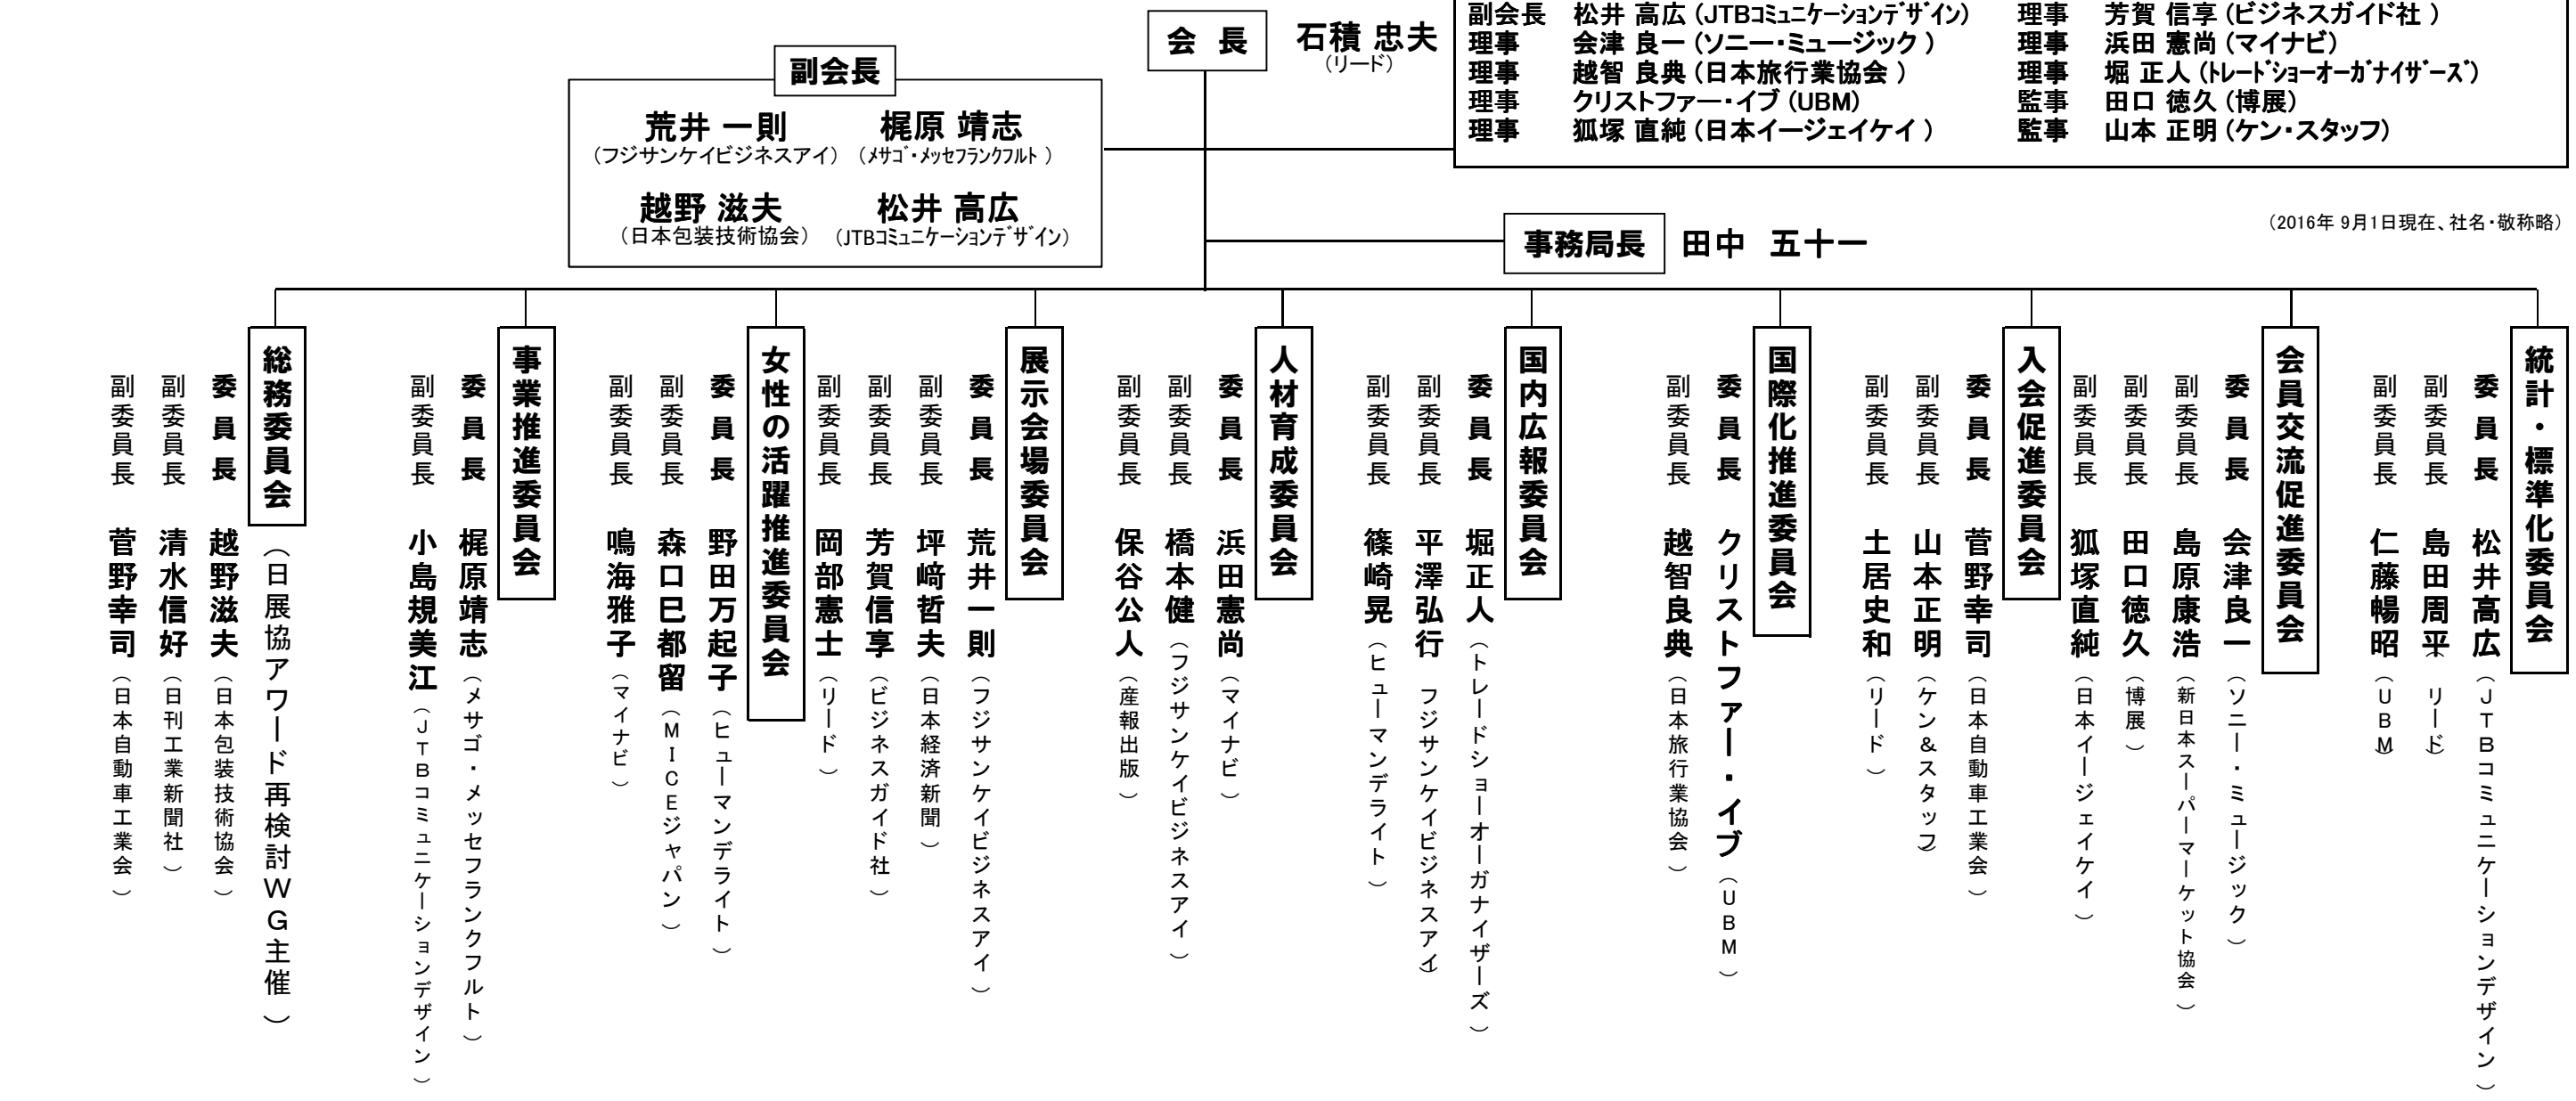 会 長
石積 忠夫
（リード）
副会長 松井 高広（JTBｺﾐｭﾆｹｰｼｮﾝﾃﾞｻﾞｲﾝ） 理事 芳賀 信享（ビジネスガイド社 ）
理事 会津 良一（ソニー・ミュージック ） 理事 浜田 憲尚（マイナビ）
理事 越智 良典（日本旅行業協会 ） 理事 堀 正人（ﾄﾚｰﾄﾞｼｮｰｵｰｶﾞﾅｲｻﾞｰｽﾞ）
理事 クリストファー・イブ（UBM） 監事 田口 徳久（博展）
理事 狐塚 直純（日本イージェイケイ ） 監事 山本 正明（ケン・スタッフ）
副会長
荒井 一則 梶原 靖志
（フジサンケイビジネスアイ） （ﾒｻｺﾞ・ﾒｯｾﾌﾗﾝｸﾌﾙﾄ ）
越野 滋夫 松井 高広
（日本包装技術協会） （JTBｺﾐｭﾆｹｰｼｮﾝﾃﾞｻﾞｲﾝ）
（2016年 9月1日現在、社名・敬称略）
事務局長 田中 五十一
統計・標準化委員会
委員長 松井高広（JTBコミュニケーションデザイン）
副委員長 島田周平（リード）
副委員長 仁藤暢昭（UBM）
会員交流促進委員会
委員長 会津良一（ソニー・ミュージック）
副委員長 島原康浩（新日本スーパーマーケット協会）
副委員長 田口徳久（博展）
副委員長 狐塚直純（日本イージェイケイ）
入会促進委員会
委員長 菅野幸司（日本自動車工業会）
副委員長 山本正明（ケン&スタッフ）
副委員長 土居史和（リード）
国際化推進委員会
委員長 クリストファー・イブ（UBM）
副委員長 越智良典（日本旅行業協会）
国内広報委員会
委員長 堀正人（トレードショーオーガナイザーズ）
副委員長 平澤弘行（フジサンケイビジネスアイ）
副委員長 篠崎晃（ヒューマンデライト）
人材育成委員会
委員長 浜田憲尚（マイナビ）
副委員長 橋本健（フジサンケイビジネスアイ）
副委員長 保谷公人（産報出版）
展示会場委員会
委員長 荒井一則（フジサンケイビジネスアイ）
副委員長 坪﨑哲夫（日本経済新聞）
副委員長 芳賀信享（ビジネスガイド社）
副委員長 岡部憲士（リード）
女性の活躍推進委員会
委員長 野田万起子（ヒューマンデライト）
副委員長 森口巳都留（MICEジャパン）
副委員長 鳴海雅子（マイナビ）
事業推進委員会
委員長 梶原靖志（メサゴ・メッセフランクフルト）
副委員長 小島規美江（JTBコミュニケーションデザイン）
総務委員会（日展協アワード再検討WG主催）
委員長 越野滋夫（日本包装技術協会）
副委員長 清水信好（日刊工業新聞社）
副委員長 菅野幸司（日本自動車工業会）